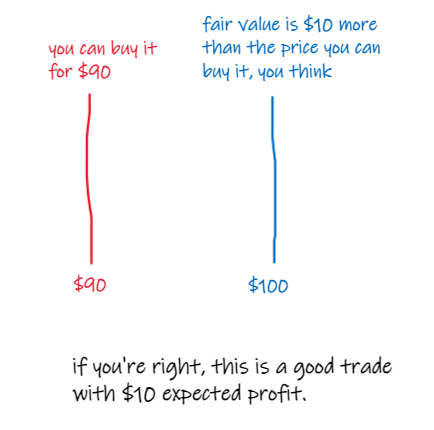 you can buy it
for $90
fair value is $10 more
than the price you can
buy it, you think
$90
$100
if you're right, this is a good trade
with $10 expected profit.